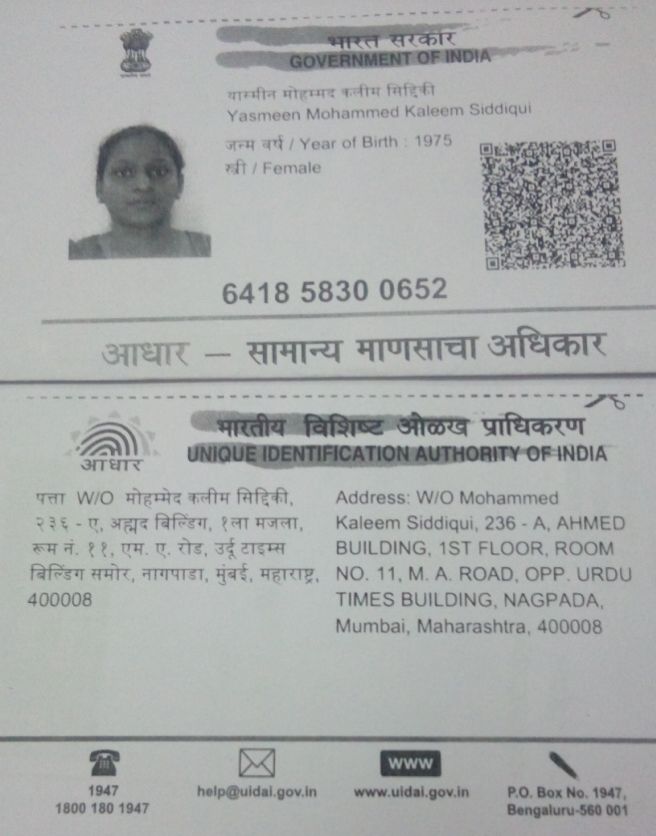 भारत सरकार
GOVERNMENT OF INDIA
यास्मीन मोहम्मद कलीम सिद्दिकी
Yasmeen Mohammed Kaleem Siddiqui
जन्म वर्ष / Year of Birth : 1975
स्त्री / Female
6418 5830 0652
आधार — सामान्य माणसाचा अधिकार
भारतीय विशिष्ट ओळख प्राधिकरण
UNIQUE IDENTIFICATION AUTHORITY OF INDIA
आधार
पत्ता W/O मोहम्मेद कलीम सिद्दिकी,
२३६ - ए, अह्मद बिल्डिंग, १ला मजला,
रूम नं. ११, एम. ए. रोड, उर्दू टाइम्स
बिल्डिंग समोर, नागपाडा, मुंबई, महाराष्ट्र,
400008
Address: W/O Mohammed
Kaleem Siddiqui, 236 - A, AHMED
BUILDING, 1ST FLOOR, ROOM
NO. 11, M. A. ROAD, OPP. URDU
TIMES BUILDING, NAGPADA,
Mumbai, Maharashtra, 400008
1947
1800 180 1947
help@uidai.gov.in
www
www.uidai.gov.in
P.O. Box No. 1947,
Bengaluru-560 001